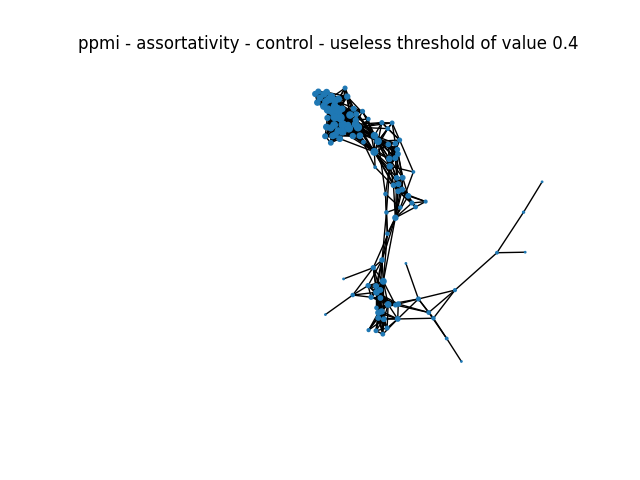 ppmi - assortativity - control - useless threshold of value 0.4